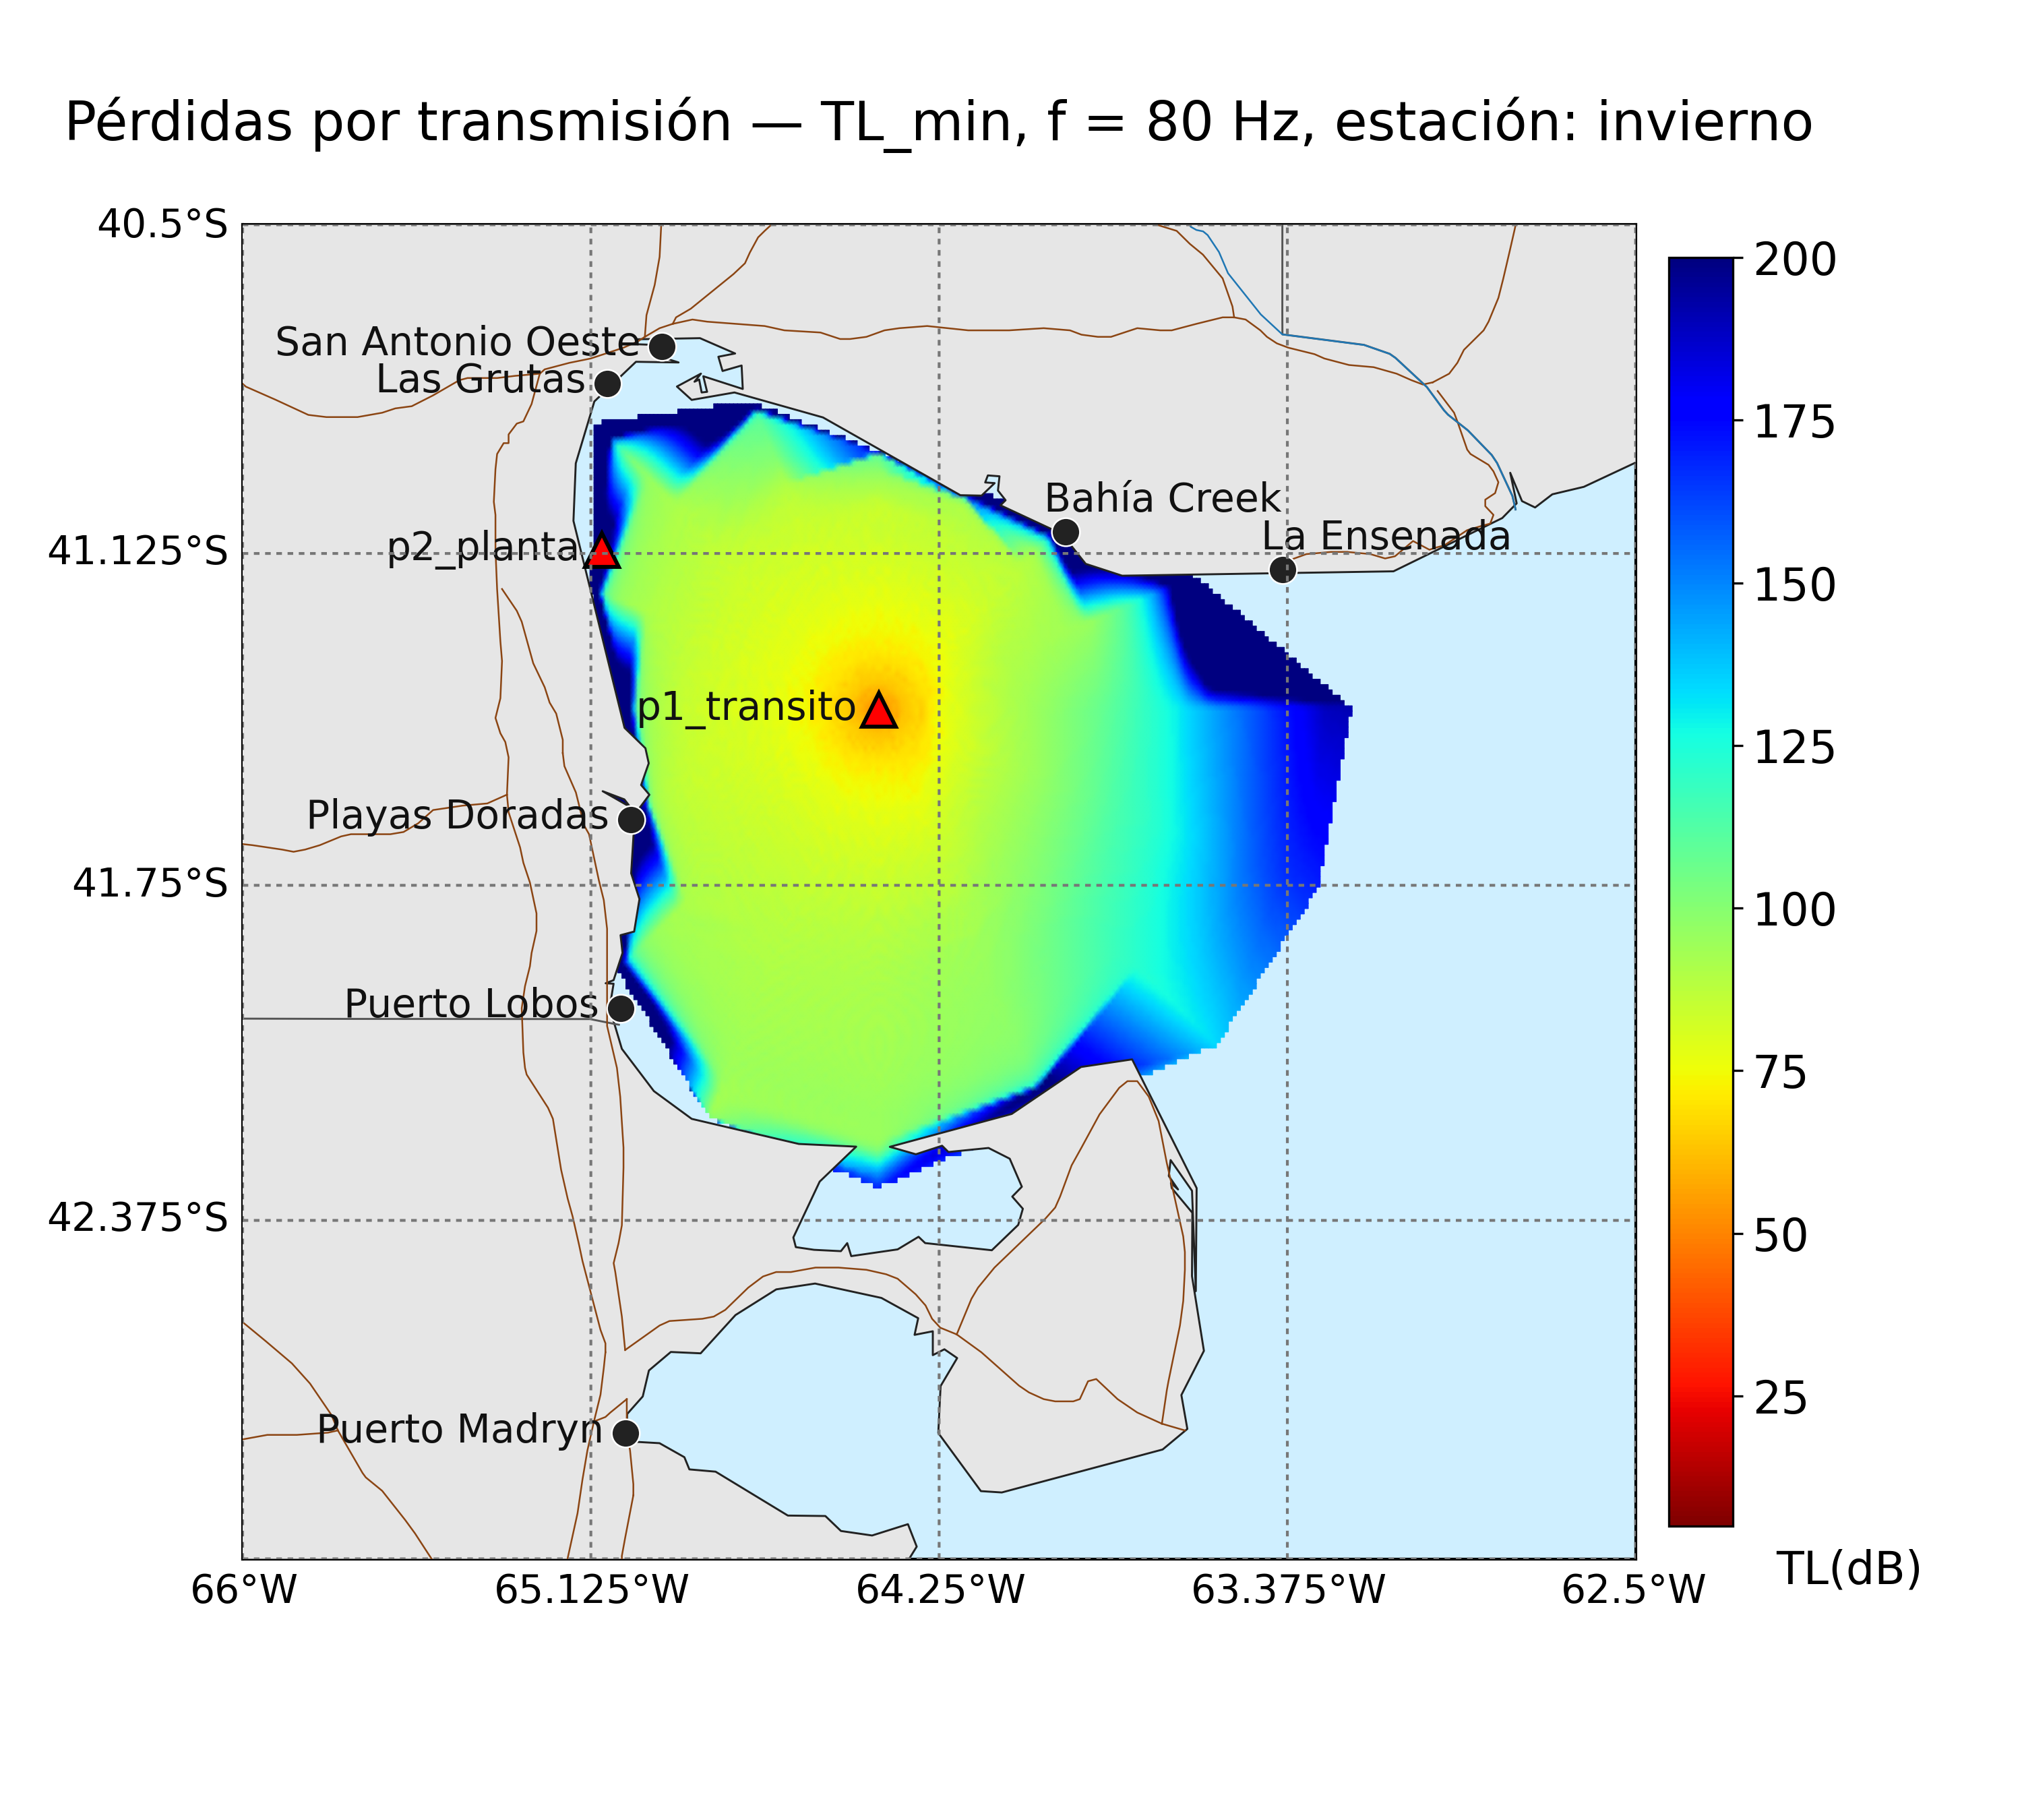 Pérdidas por transmisión — TL_min, f = 80 Hz, estación: invierno
40.5°S
200
San Antonio Oeste
Las Grutas
175
Bahía Creek
La Ensenada
p2_planta
41.125°S
150
p1_transito
125
Playas Doradas
41.75°S
100
Puerto Lobos
75
42.375°S
50
25
Puerto Madryn
TL(dB)
66°W 65.125°W 64.25°W 63.375°W 62.5°W